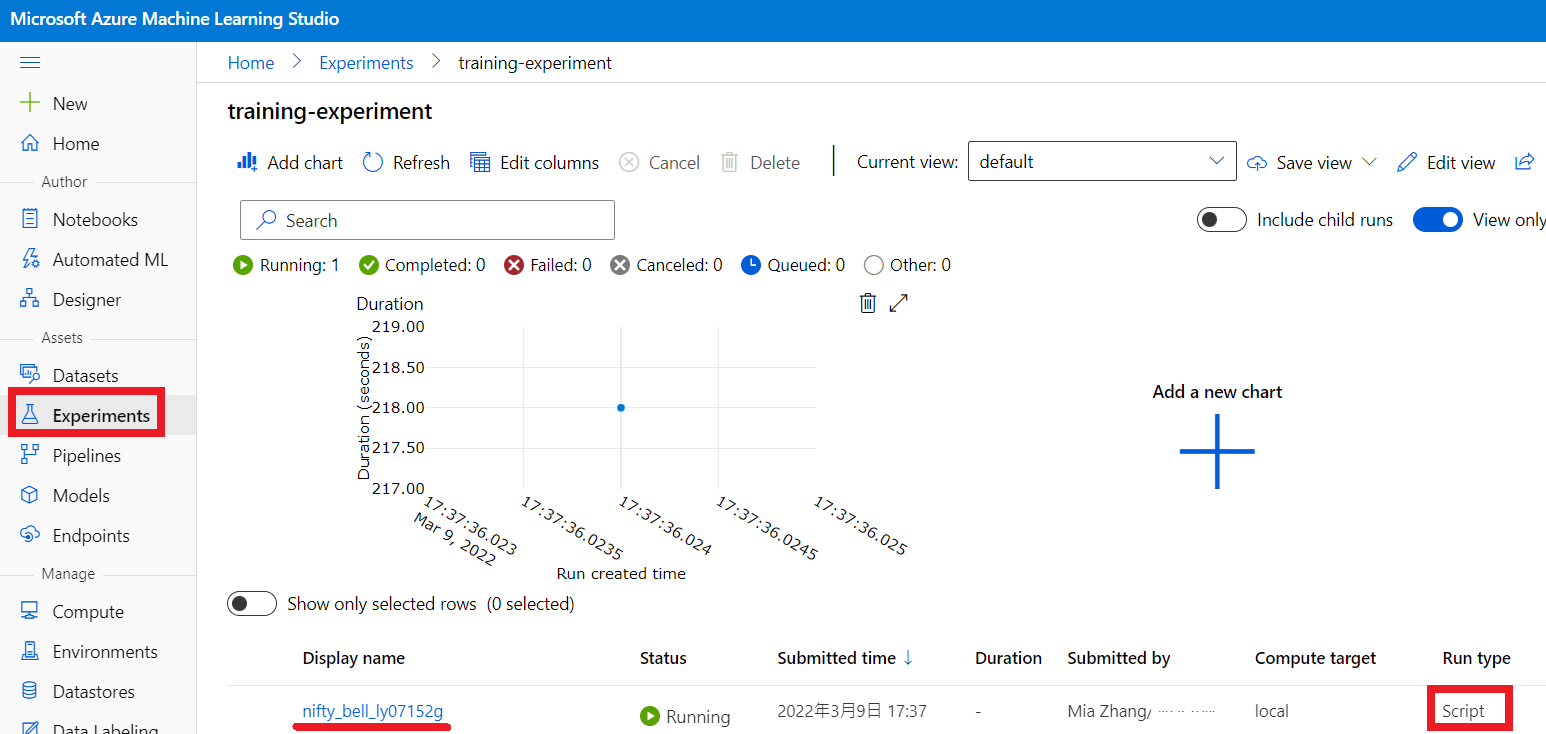 Microsoft Azure Machine Learning Studio
Home > Experiments > training-experiment
New
Home
Author
Notebooks
Automated ML
Designer
Assets
Datasets
Experiments
Pipelines
Models
Endpoints
Manage
Compute
Environments
Datastores
Data Labeling
training-experiment
Add chart Refresh Edit columns Cancel Delete Current view: default Save view Edit view
Search
Include child runs View only
Running: 1 Completed: 0 Failed: 0 Canceled: 0 Queued: 0 Other: 0
Duration
Duration (seconds)
219.00
218.50
218.00
217.50
217.00
17:37:36.023
Mar 9, 2022
17:37:36.0235
17:37:36.024
17:37:36.0245
17:37:36.025
Run created time
Add a new chart
Show only selected rows (0 selected)
Display name Status Submitted time ↓ Duration Submitted by Compute target Run type
nifty_bell_ly07152g Running 2022年3月9日 17:37 - Mia Zhang/ local Script